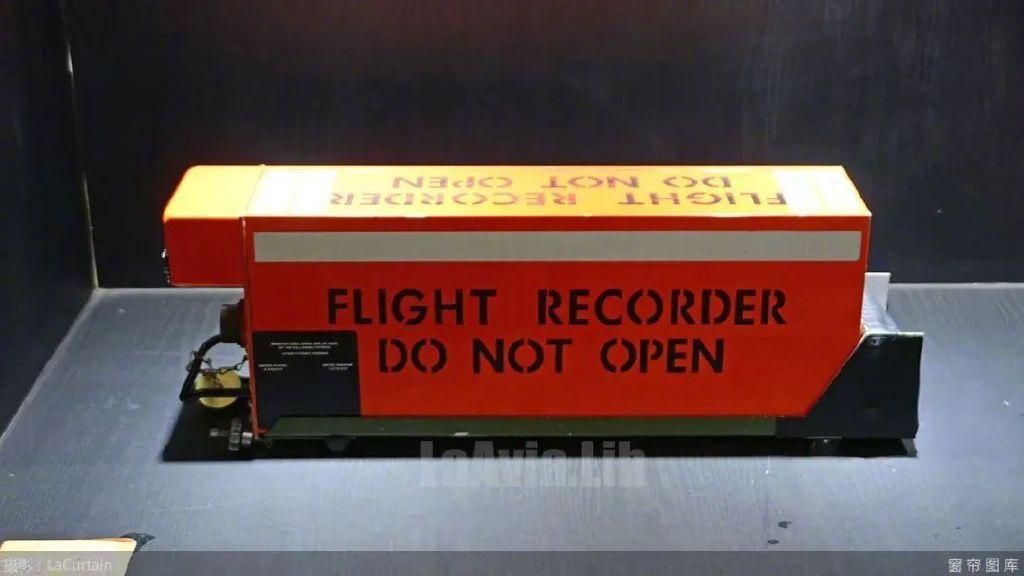 FLIGHT RECORDER
DO NOT OPEN
FLIGHT RECORDER
DO NOT OPEN
LaAvia.Lib
摄影：LaCurtain
窗帘图库